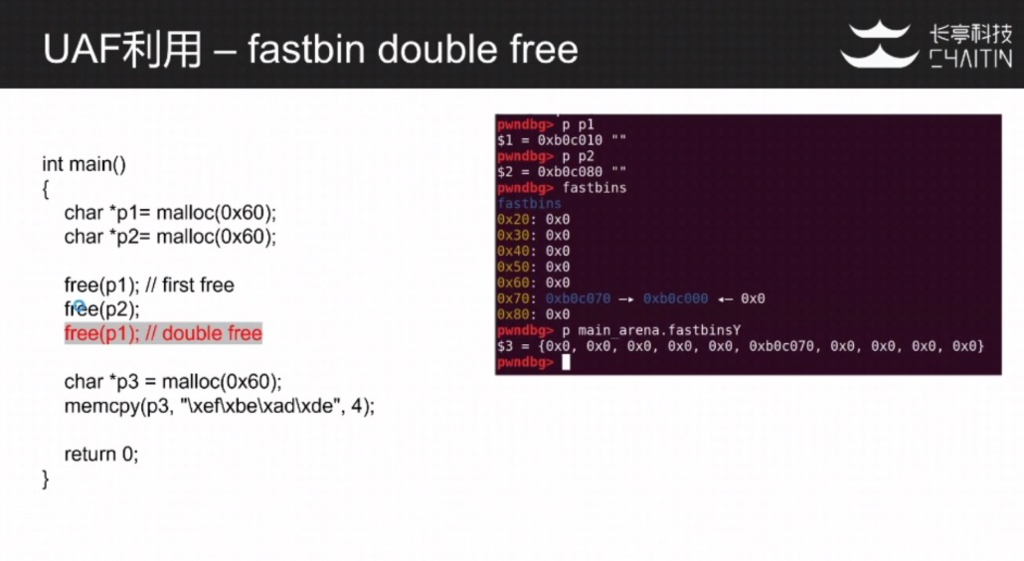 UAF利用 – fastbin double free
长亭科技
CHAITIN
int main()
{
char *p1= malloc(0x60);
char *p2= malloc(0x60);
free(p1); // first free
free(p2);
free(p1); // double free
char *p3 = malloc(0x60);
memcpy(p3, "\xef\xbe\xad\xde", 4);
return 0;
}
pwndbg> p p1
$1 = 0xb0c010 ""
pwndbg> p p2
$2 = 0xb0c080 ""
pwndbg> fastbins
fastbins
0x20: 0x0
0x30: 0x0
0x40: 0x0
0x50: 0x0
0x60: 0x0
0x70: 0xb0c070 —▸ 0xb0c000 ◂— 0x0
0x80: 0x0
pwndbg> p main_arena.fastbinsY
$3 = {0x0, 0x0, 0x0, 0x0, 0x0, 0xb0c070, 0x0, 0x0, 0x0, 0x0}
pwndbg>